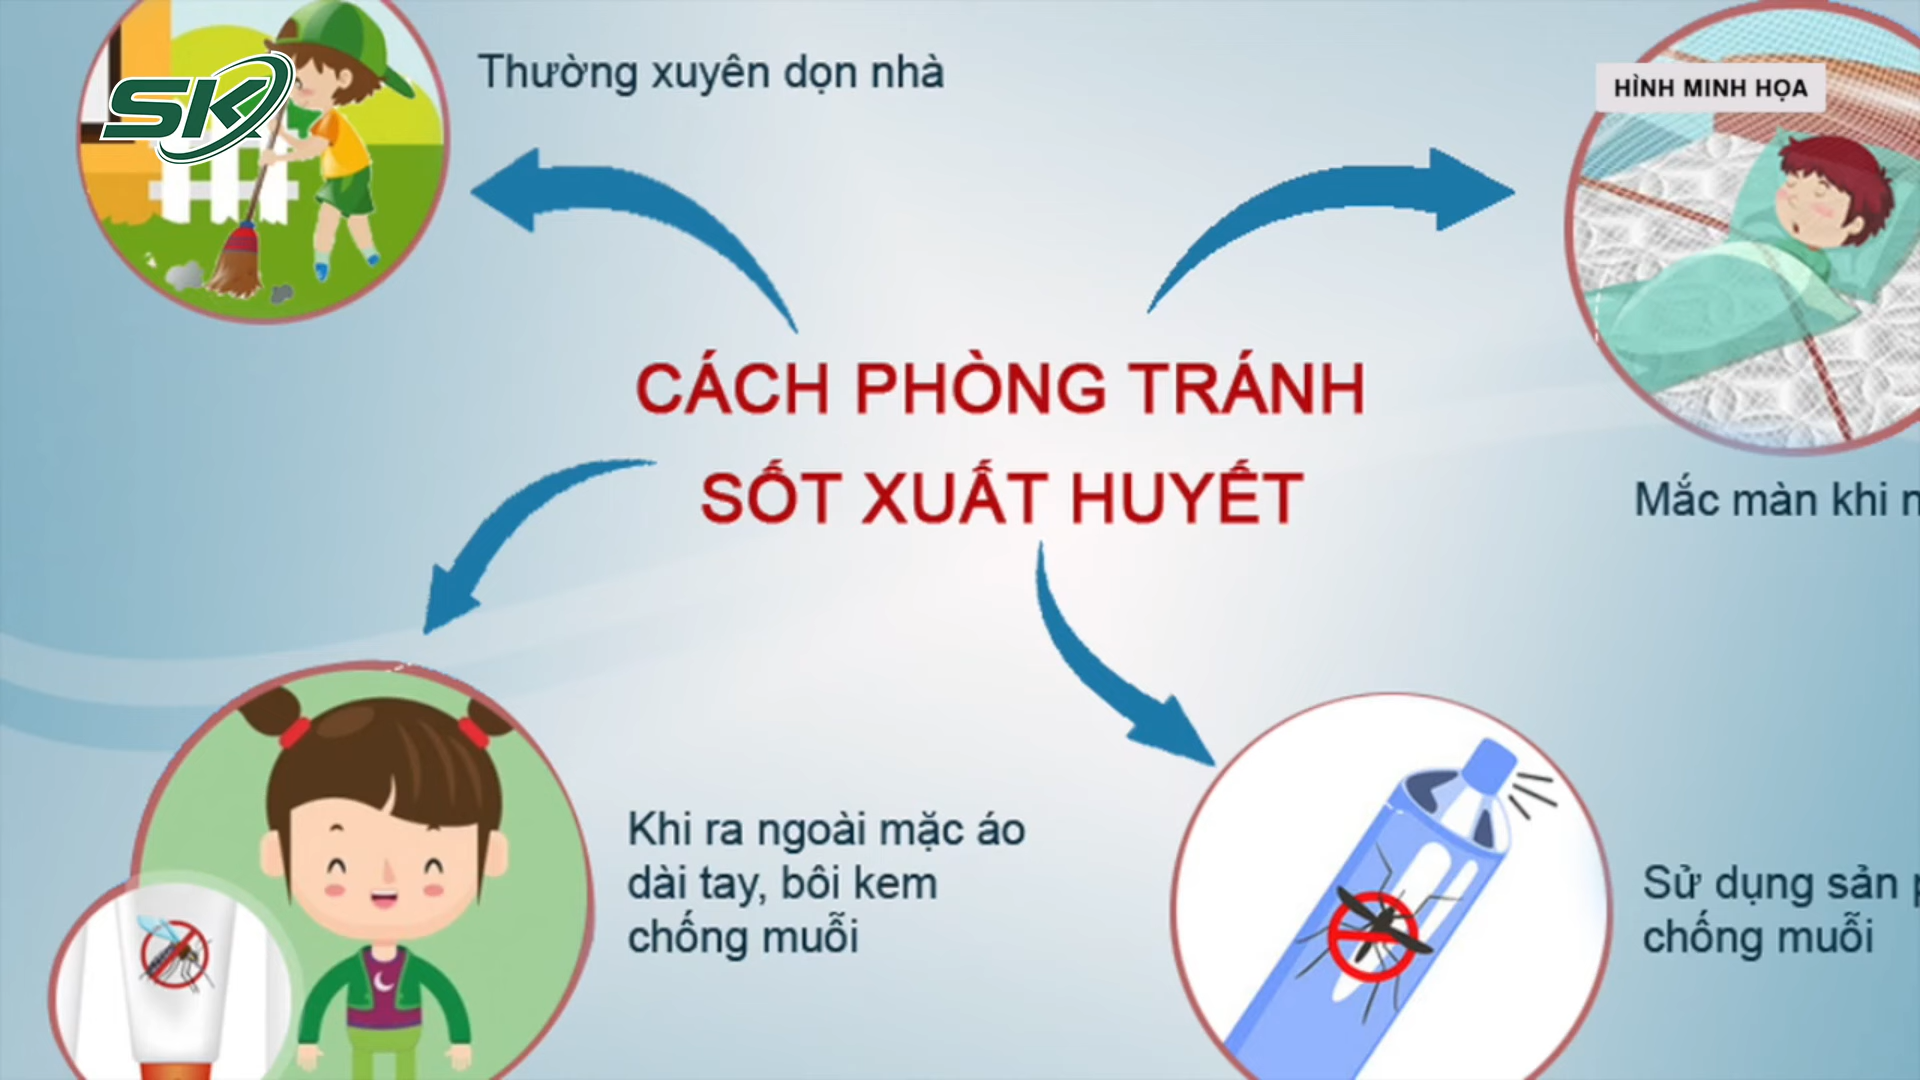 SK
Thường xuyên dọn nhà
HÌNH MINH HỌA
CÁCH PHÒNG TRÁNH
SỐT XUẤT HUYẾT
Mắc màn khi
Khi ra ngoài mặc áo
dài tay, bôi kem
chống muỗi
Sử dụng sản
chống muỗi